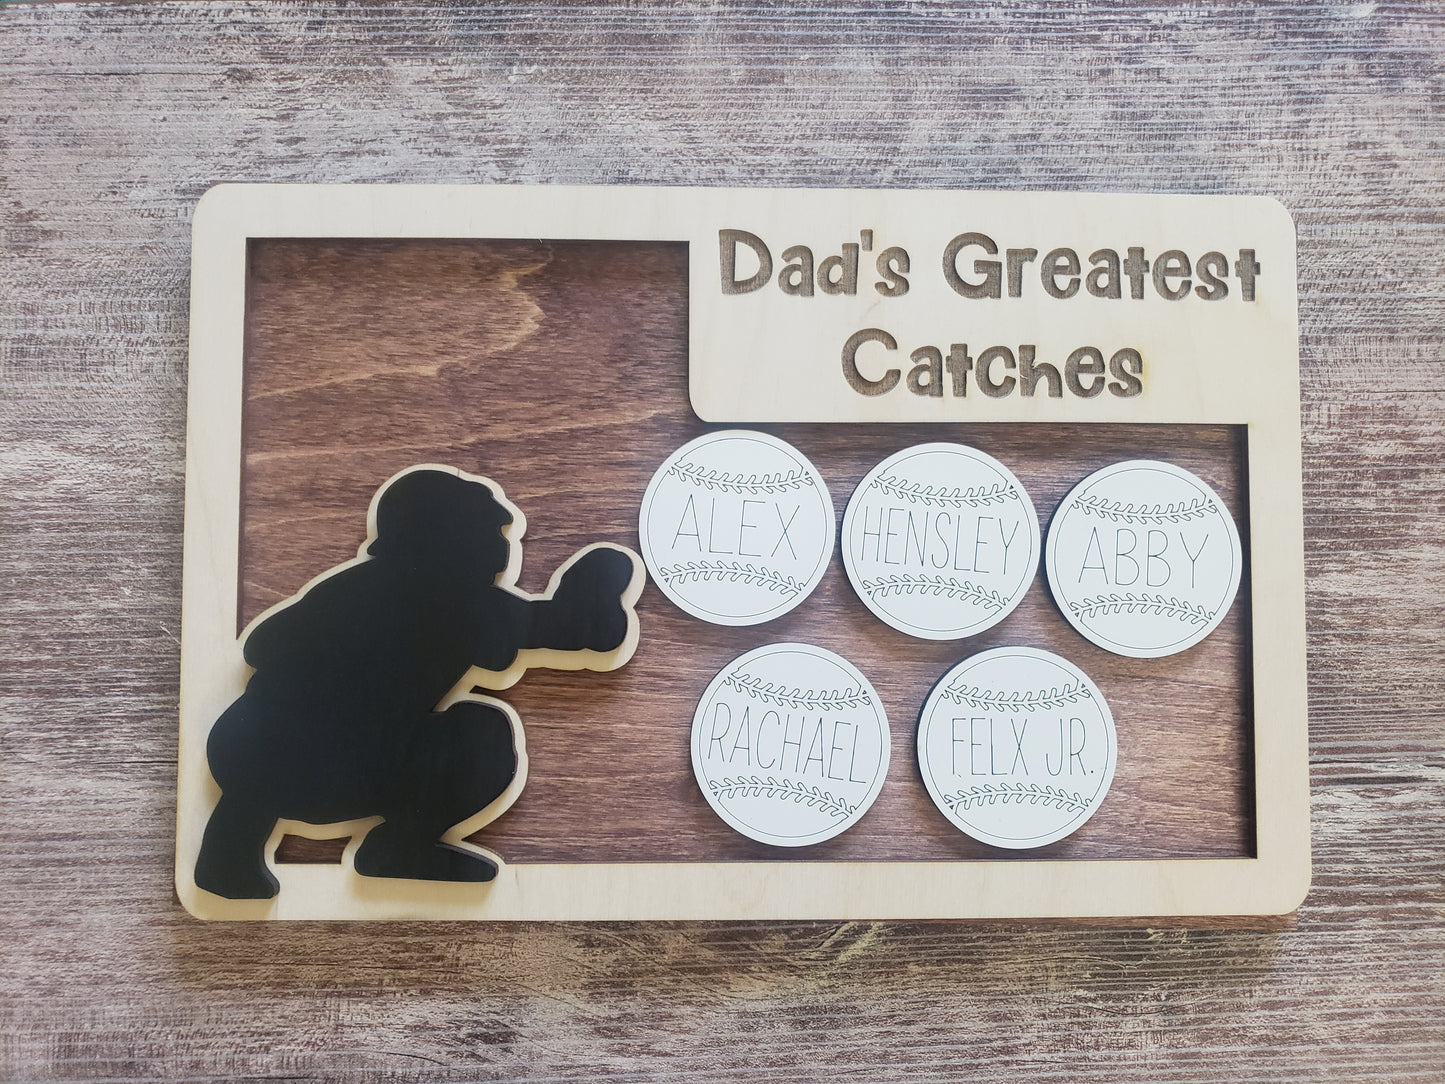 Dad's Greatest
Catches
ALEX
HENSLEY
ABBY
RACHAEL
FELX JR.